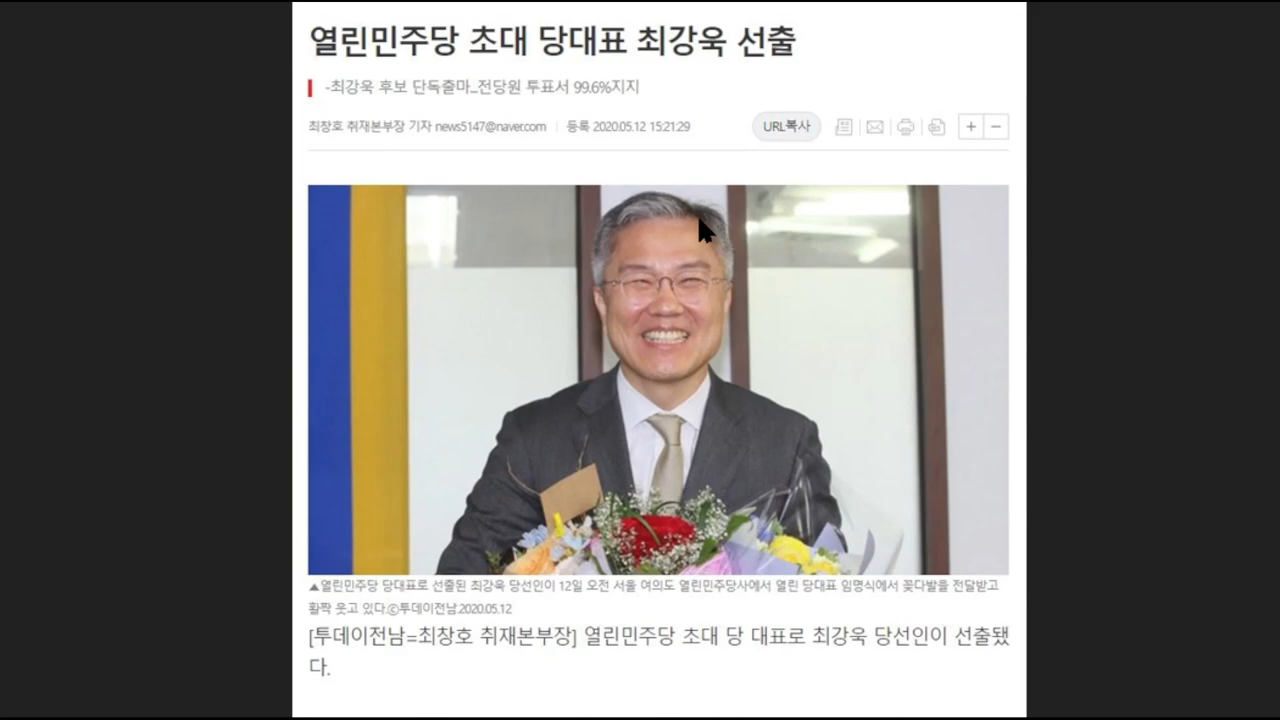 열린민주당 초대 당대표 최강욱 선출
-최강욱 후보 단독출마...전당원 투표서 99.6%지지
최창호 취재본부장 기자 news5147@naver.com 등록 2020.05.12 15:21:29
URL복사
▲열린민주당 당대표로 선출된 최강욱 당선인이 12일 오전 서울 여의도 열린민주당사에서 열린 당대표 임명식에서 꽃다발을 전달받고
활짝 웃고 있다.ⓒ투데이전남.2020.05.12
[투데이전남=최창호 취재본부장] 열린민주당 초대 당 대표로 최강욱 당선인이 선출됐
다.